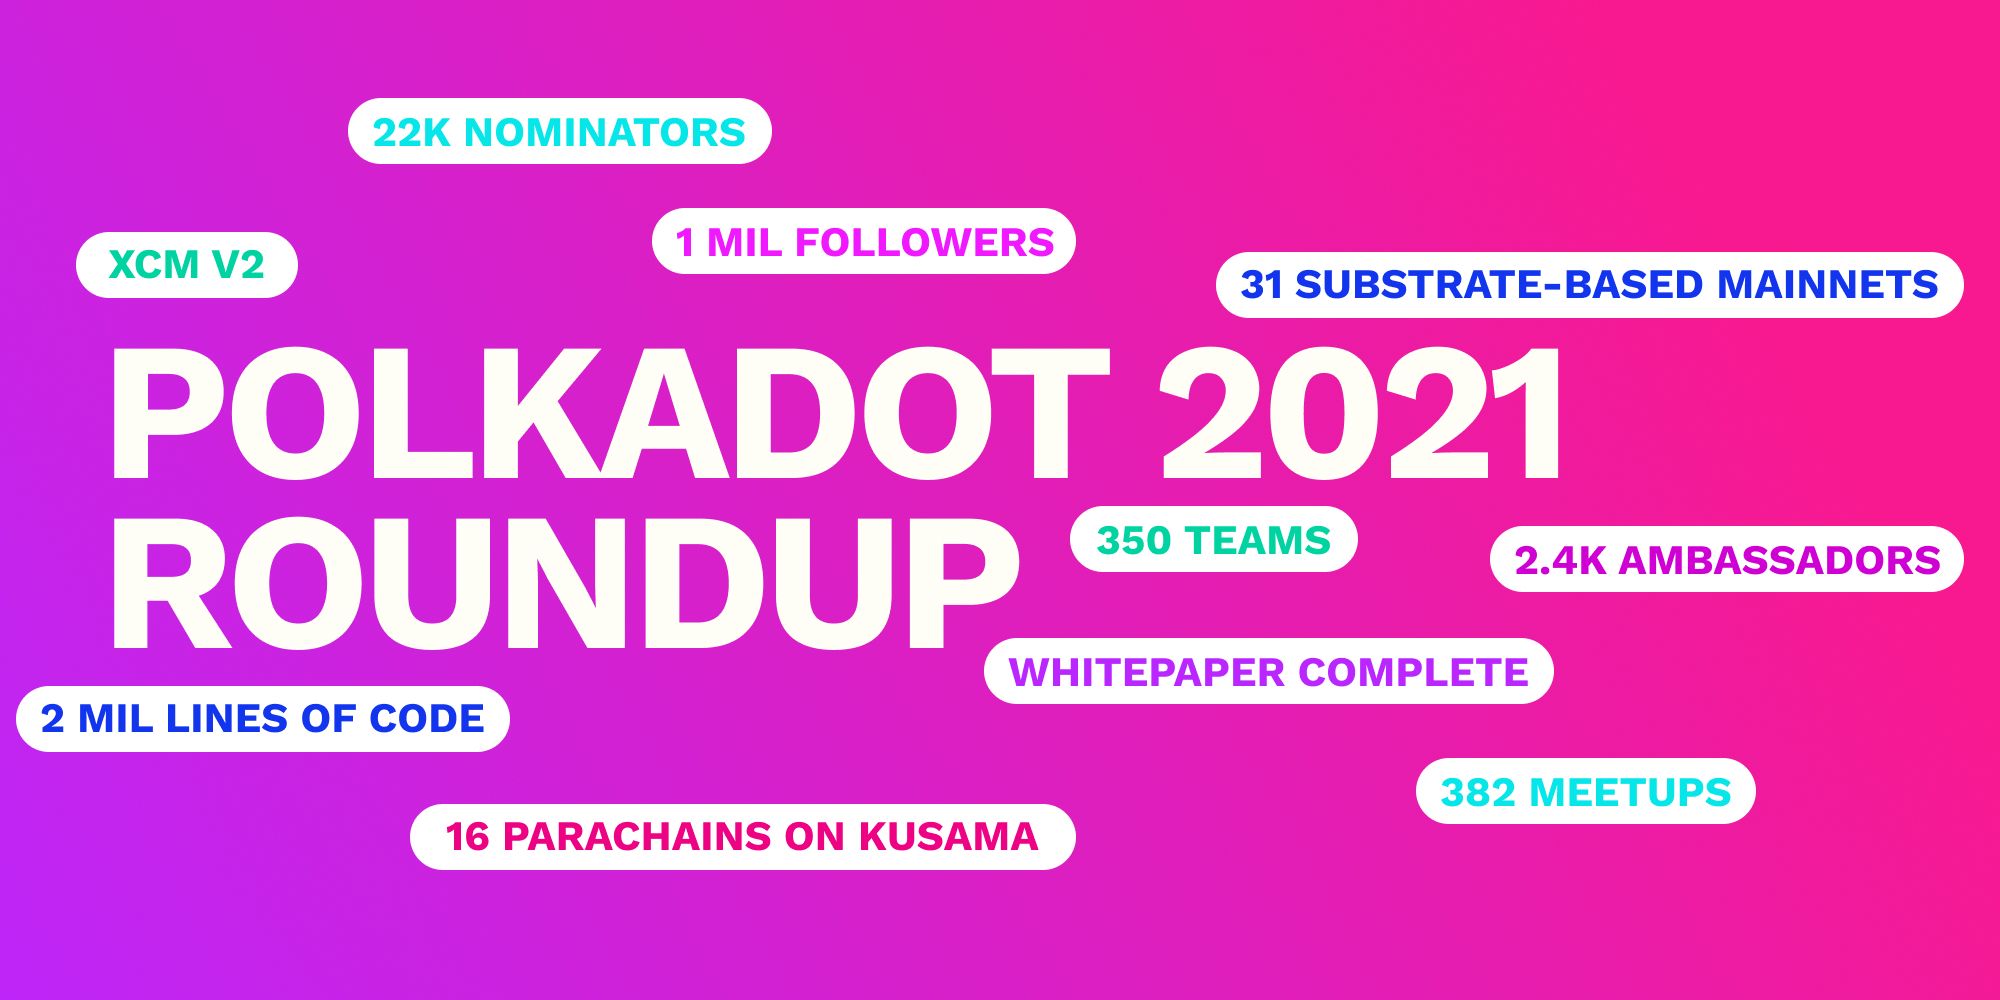 22K NOMINATORS
1 MIL FOLLOWERS
XCM V2
31 SUBSTRATE-BASED MAINNETS
POLKADOT 2021
ROUNDUP
350 TEAMS
2.4K AMBASSADORS
WHITEPAPER COMPLETE
2 MIL LINES OF CODE
382 MEETUPS
16 PARACHAINS ON KUSAMA